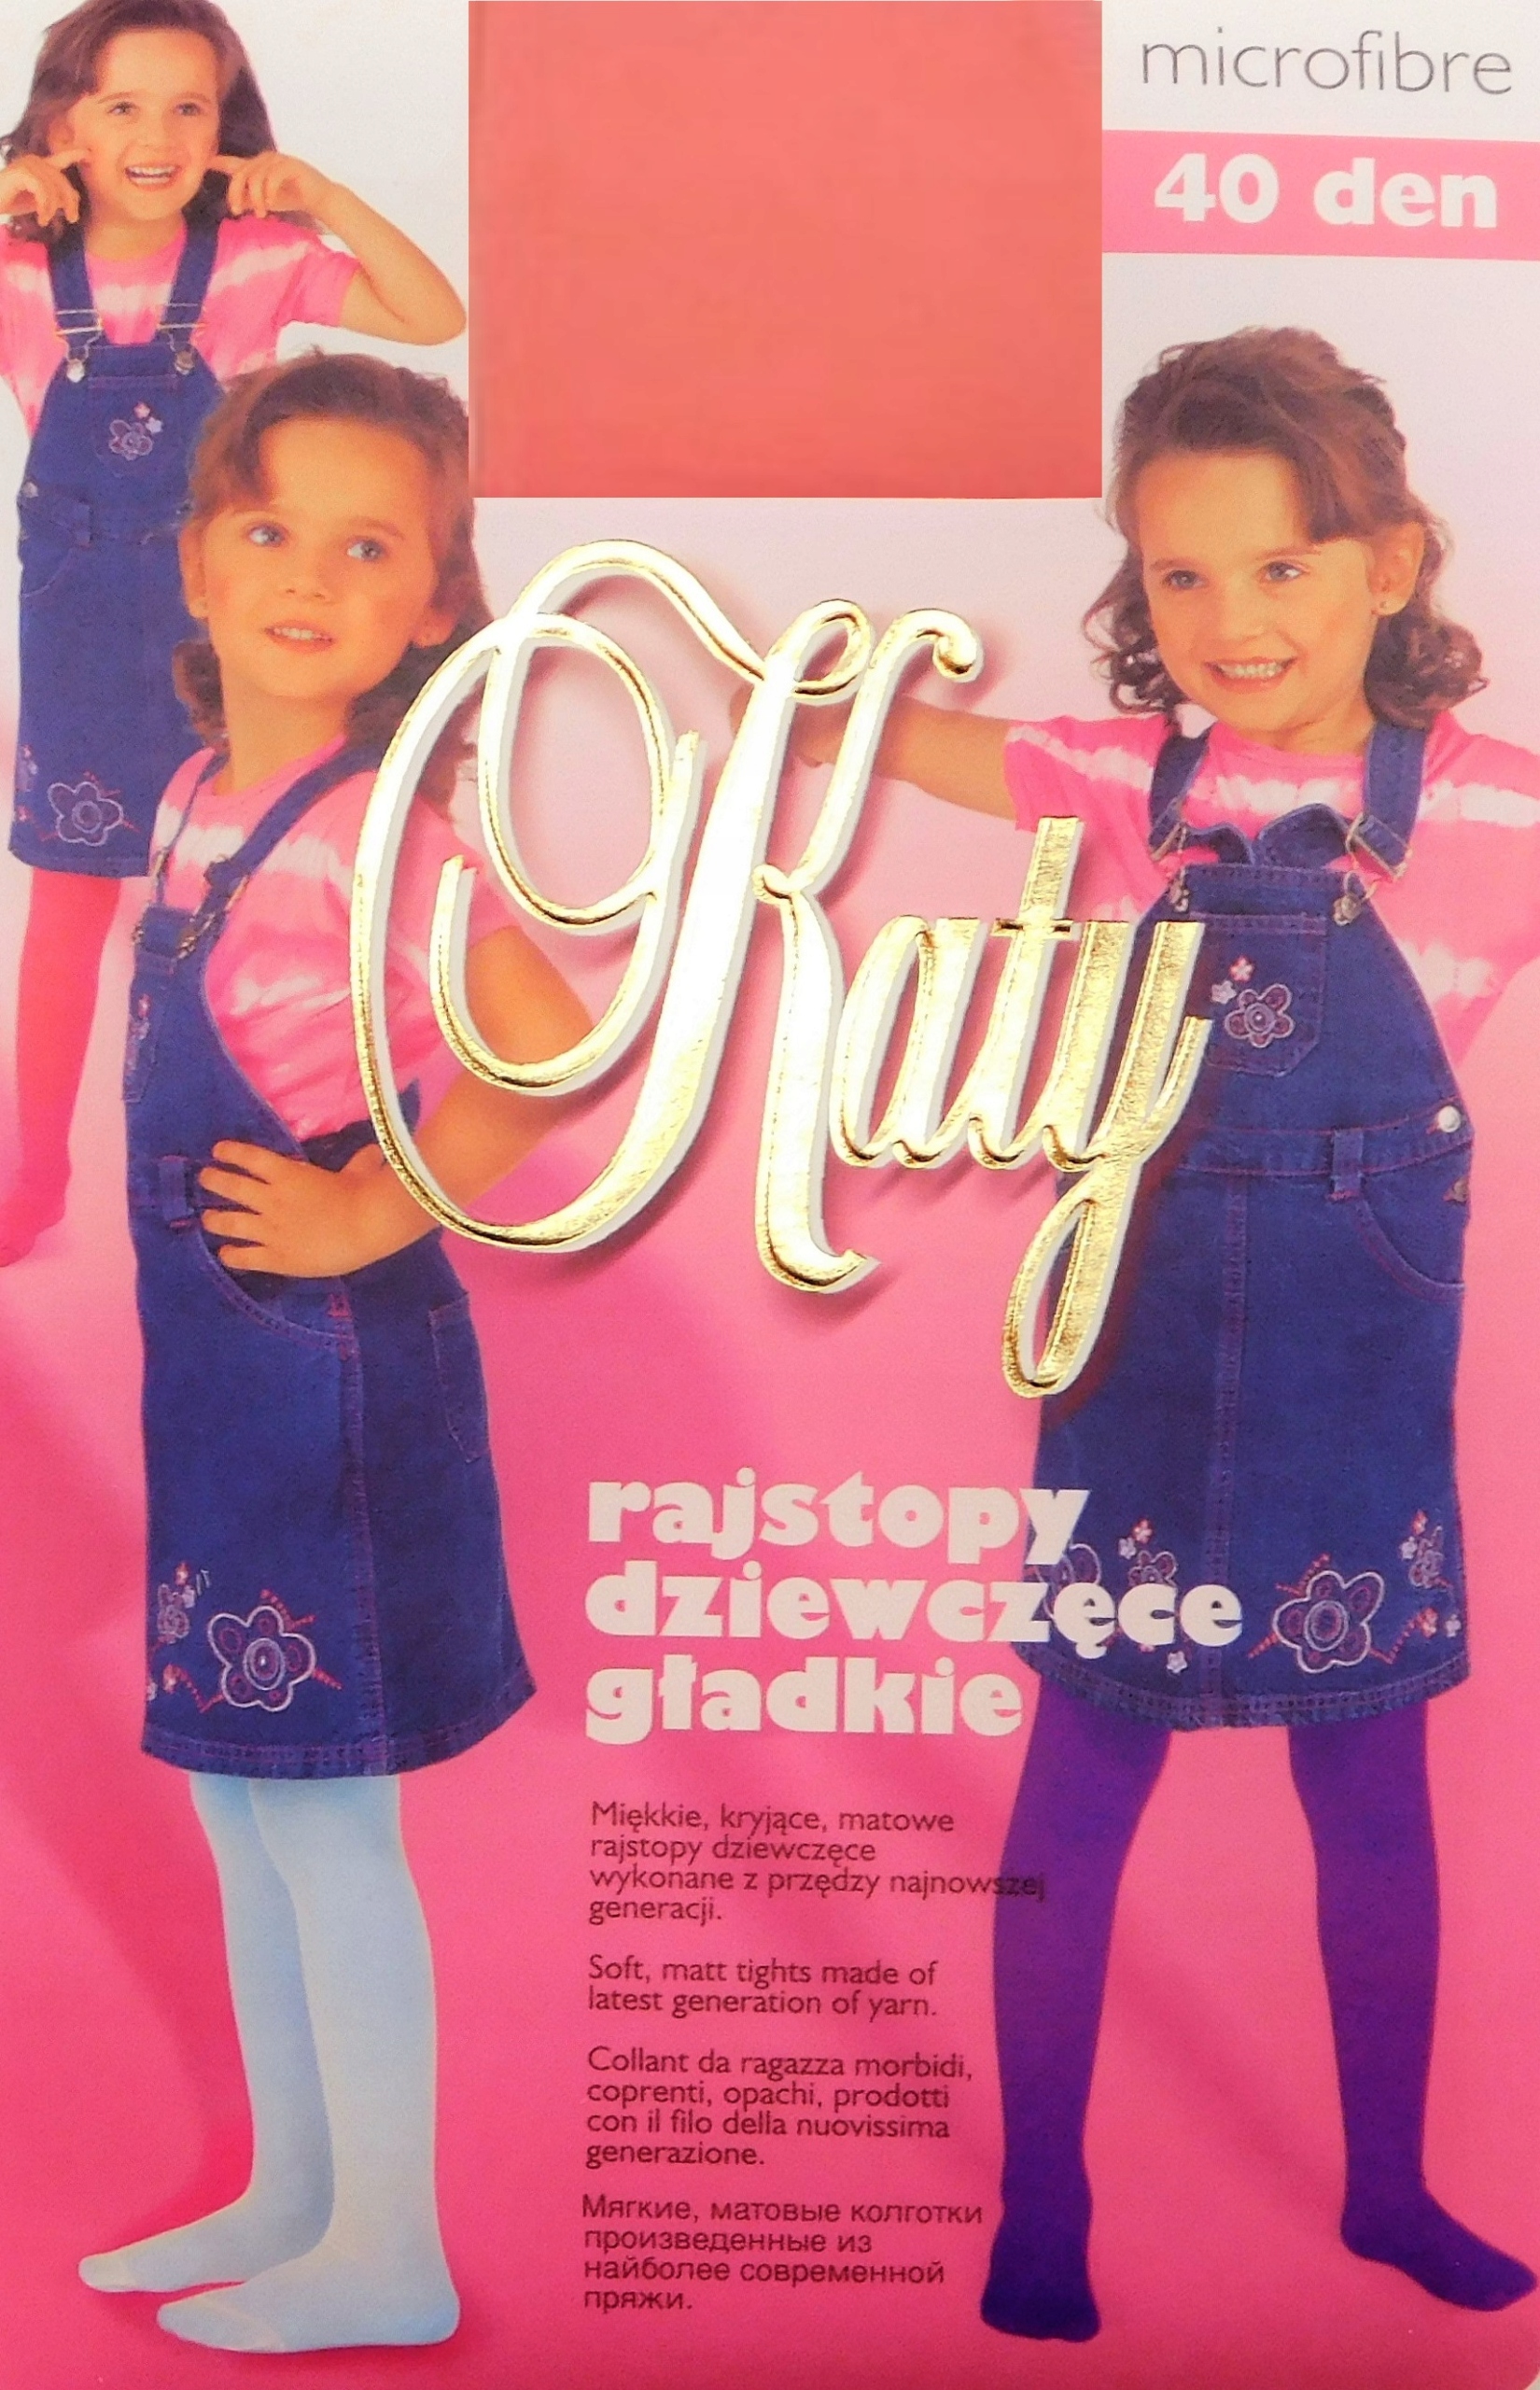 microfibre
40 den
Katy
rajstopy
dziewczęce
gładkie
Miękkie, kryjące, matowe
rajstopy dziewczęce
wykonane z przędzy najnowszej
generacji.
Soft, matt tights made of
latest generation of yarn.
Collant da ragazza morbidi,
coprenti, opachi, prodotti
con il filo della nuovissima
generazione.
Мягкие, матовые колготки
произведенные из
найболее современной
пряжи.